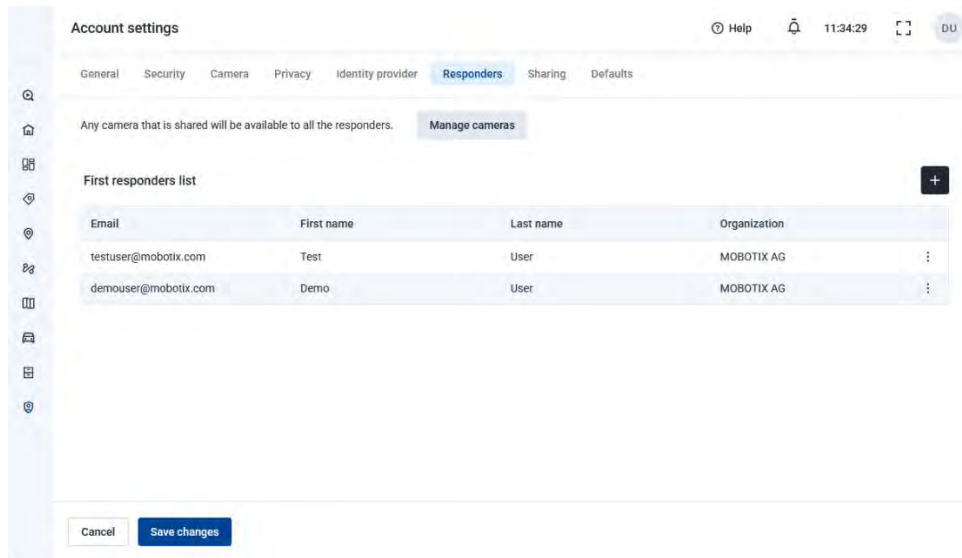 Account settings
Help
11:34:29
DU
General Security Camera Privacy Identity provider Responders Sharing Defaults
Any camera that is shared will be available to all the responders. Manage cameras
First responders list
+
Email First name Last name Organization
testuser@mobotix.com Test User MOBOTIX AG
demouser@mobotix.com Demo User MOBOTIX AG
Cancel Save changes